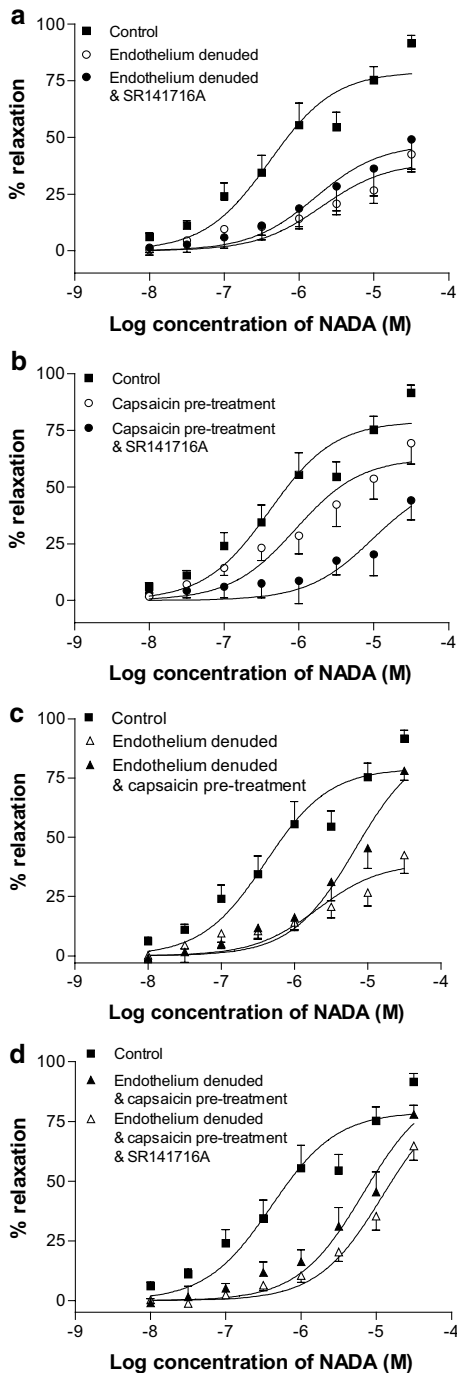 a
100
Control
Endothelium denuded
Endothelium denuded
& SR141716A
75
50
25
0
% relaxation
-9 -8 -7 -6 -5 -4
Log concentration of NADA (M)
b
100
Control
Capsaicin pre-treatment
Capsaicin pre-treatment
& SR141716A
75
50
25
0
% relaxation
-9 -8 -7 -6 -5 -4
Log concentration of NADA (M)
c
100
Control
Endothelium denuded
Endothelium denuded
& capsaicin pre-treatment
75
50
25
0
% relaxation
-9 -8 -7 -6 -5 -4
Log concentration of NADA (M)
d
100
Control
Endothelium denuded
& capsaicin pre-treatment
Endothelium denuded
& capsaicin pre-treatment
& SR141716A
75
50
25
0
% relaxation
-9 -8 -7 -6 -5 -4
Log concentration of NADA (M)